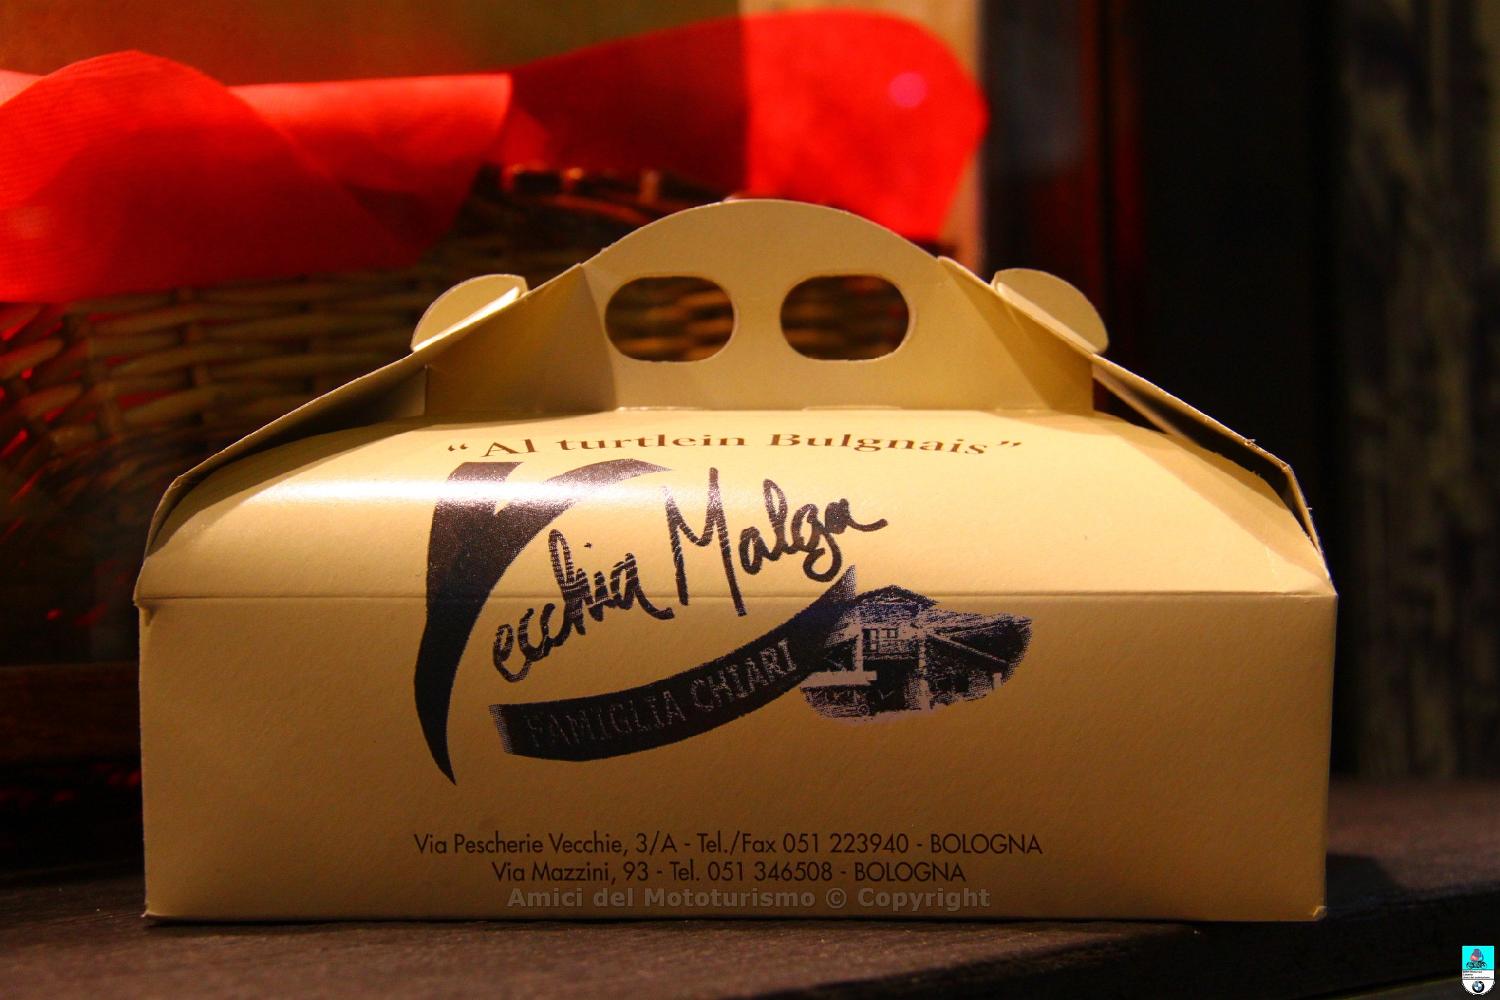 “Al turtlein Bulgnais”
Vecchia Malga
FAMIGLIA CHIARI
Via Pescherie Vecchie, 3/A - Tel./Fax 051 223940 - BOLOGNA
Via Mazzini, 93 - Tel. 051 346508 - BOLOGNA
Amici del Mototurismo © Copyright